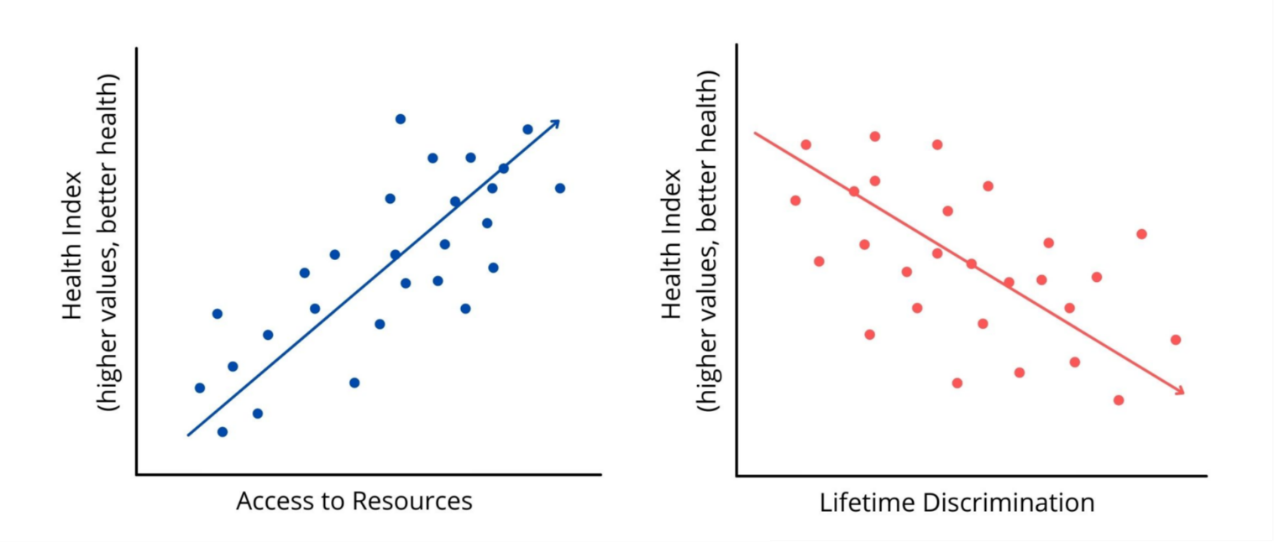 Health Index
(higher values, better health)
Access to Resources
Health Index
(higher values, better health)
Lifetime Discrimination